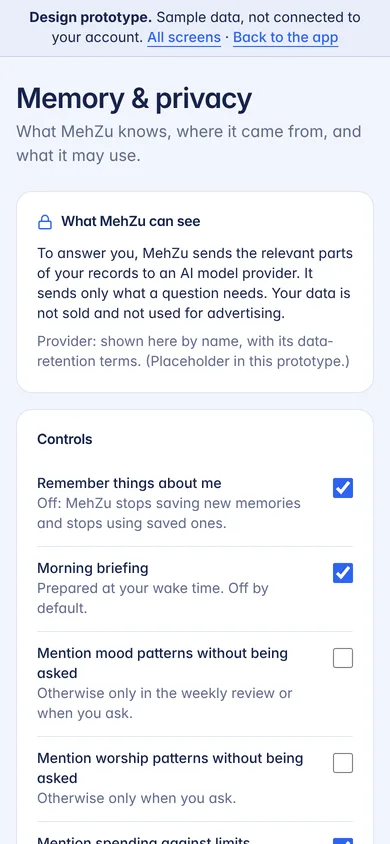 Design prototype. Sample data, not connected to
your account. All screens · Back to the app
Memory & privacy
What MehZu knows, where it came from, and
what it may use.
What MehZu can see
To answer you, MehZu sends the relevant parts
of your records to an AI model provider. It
sends only what a question needs. Your data is
not sold and not used for advertising.
Provider: shown here by name, with its data-
retention terms. (Placeholder in this prototype.)
Controls
Remember things about me
Off: MehZu stops saving new memories
and stops using saved ones.
Morning briefing
Prepared at your wake time. Off by
default.
Mention mood patterns without being
asked
Otherwise only in the weekly review or
when you ask.
Mention worship patterns without being
asked
Otherwise only when you ask.
Mention spending against limits